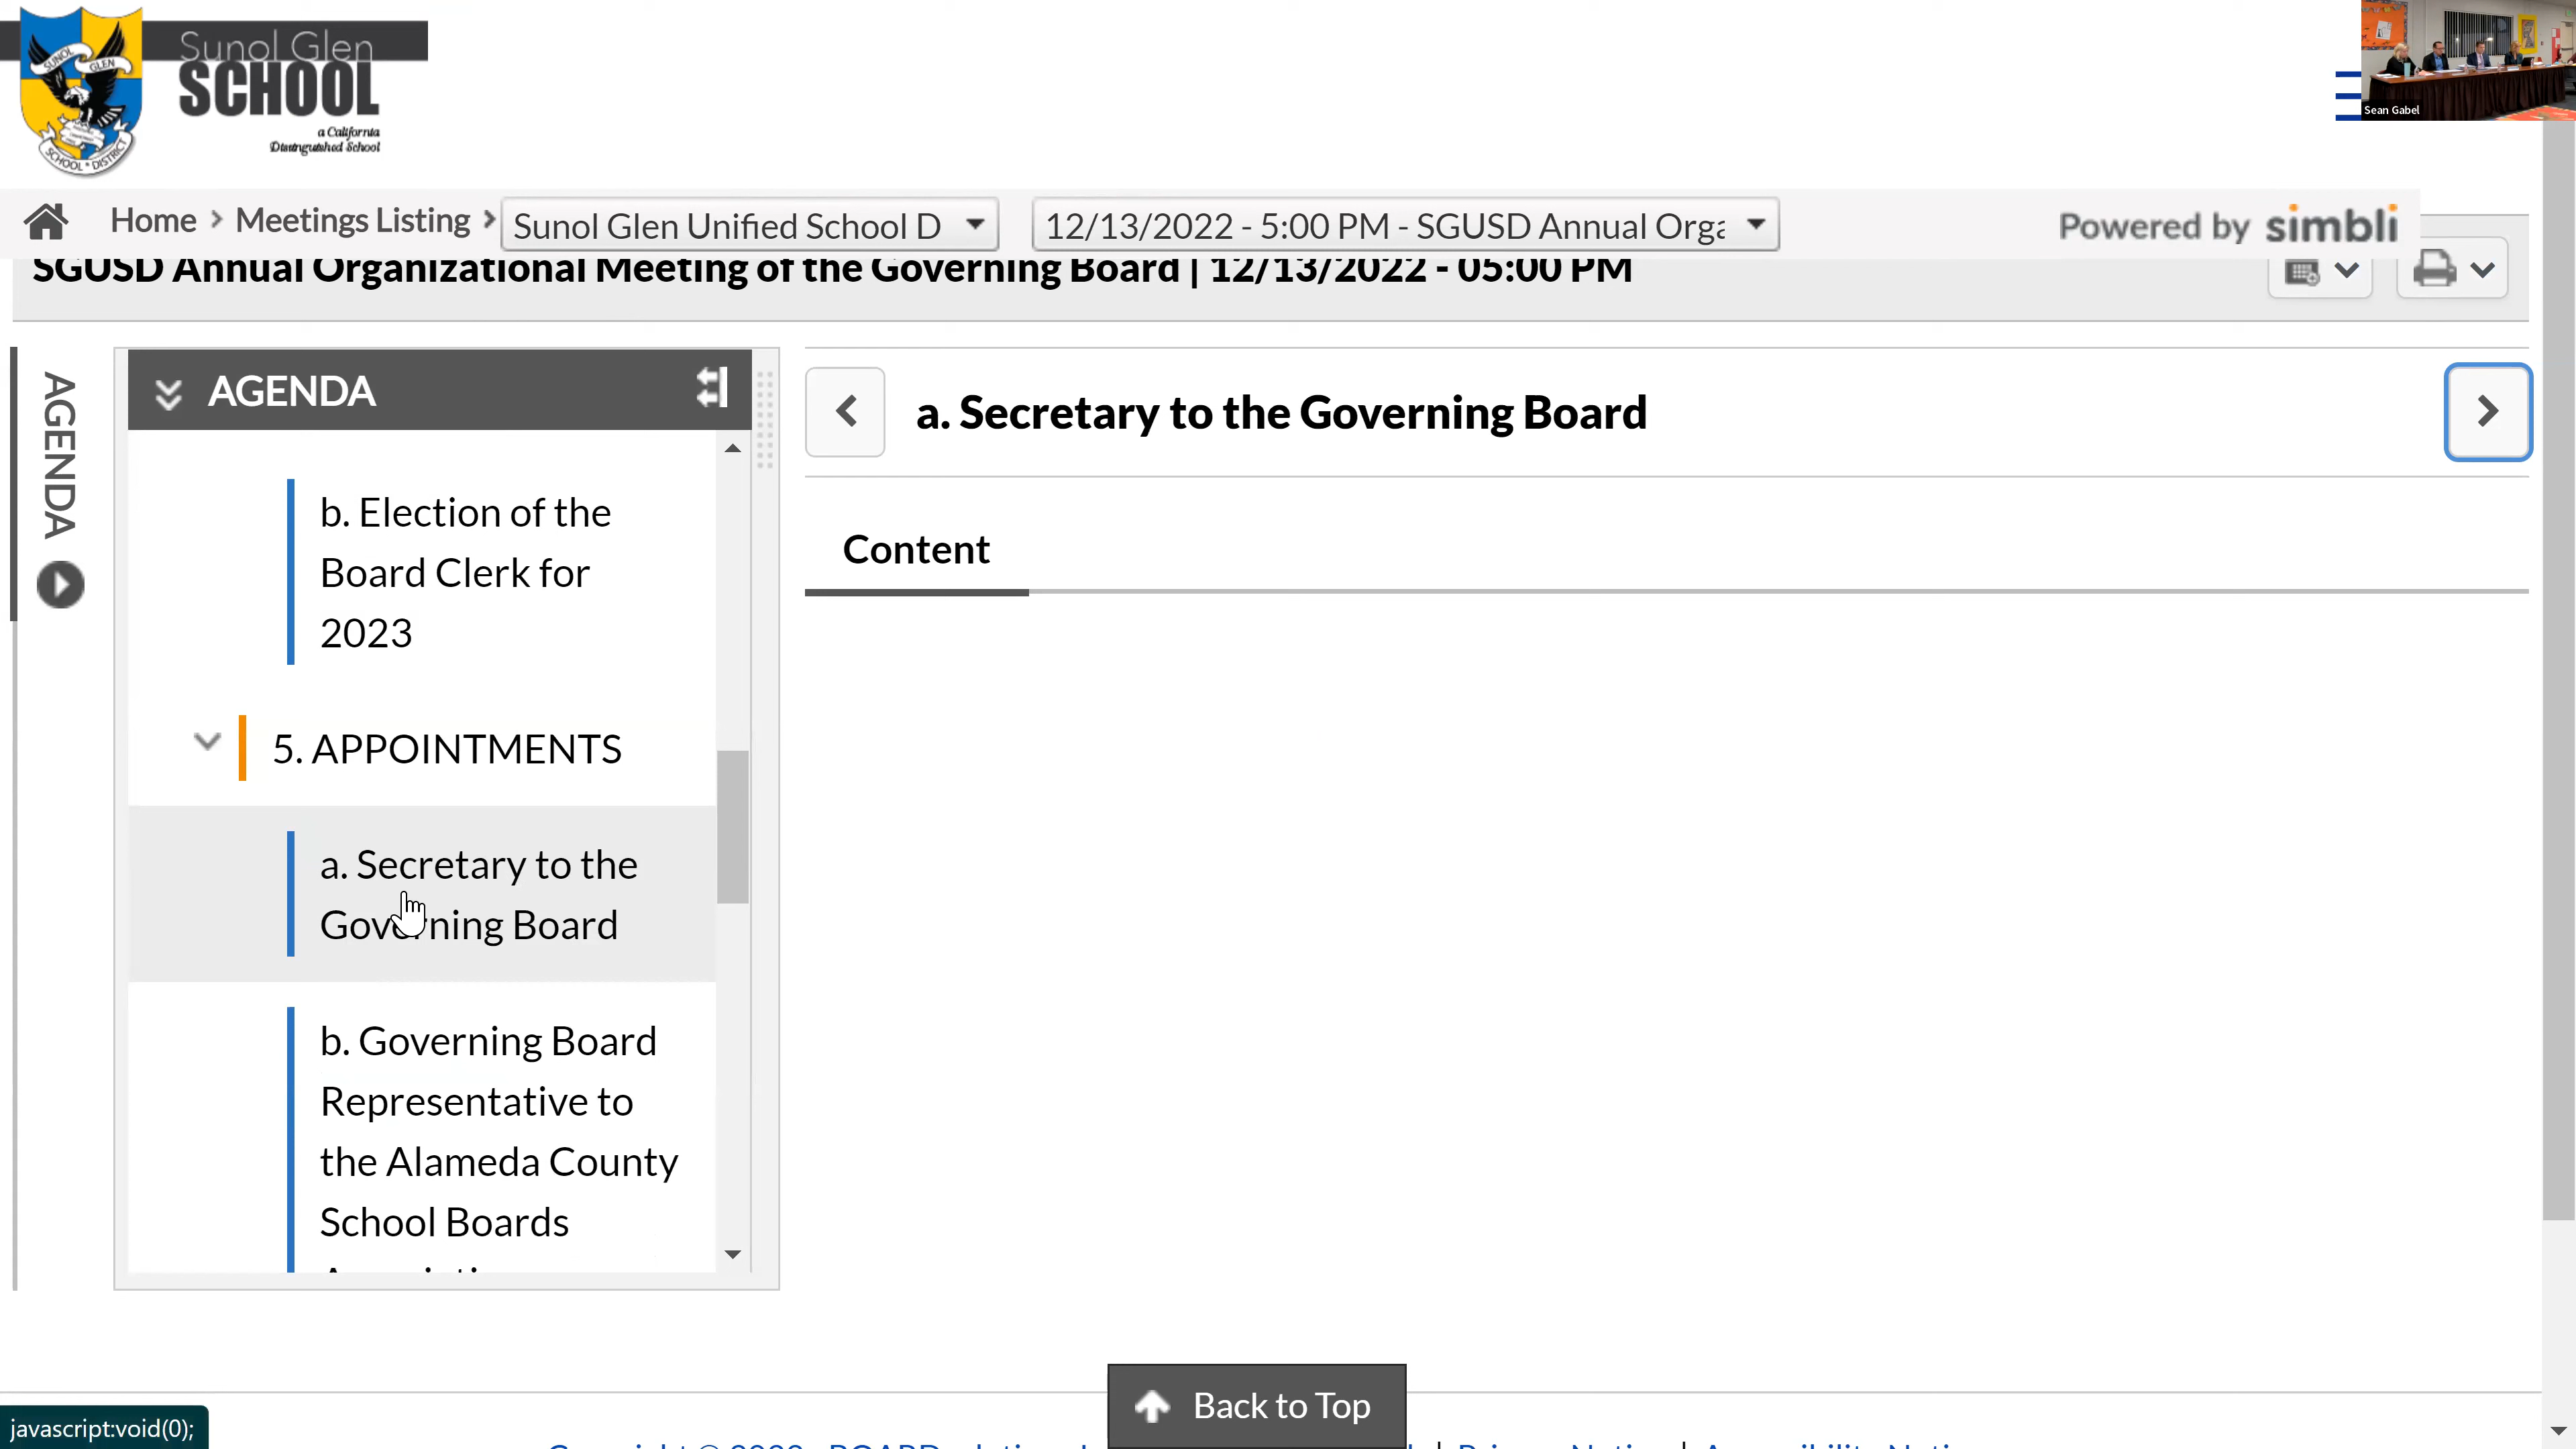 Sunol Glen
SCHOOL
a California
Distinguished School
SUNOL GLEN
SCHOOL • DISTRICT
Sean Gabel
Home > Meetings Listing > Sunol Glen Unified School D 12/13/2022 - 5:00 PM - SGUSD Annual Orga Powered by simbli
SGUSD Annual Organizational Meeting of the Governing Board | 12/13/2022 - 05:00 PM
AGENDA
AGENDA
b. Election of the
Board Clerk for
2023
5. APPOINTMENTS
a. Secretary to the
Governing Board
b. Governing Board
Representative to
the Alameda County
School Boards
a. Secretary to the Governing Board
Content
Back to Top
javascript:void(0);